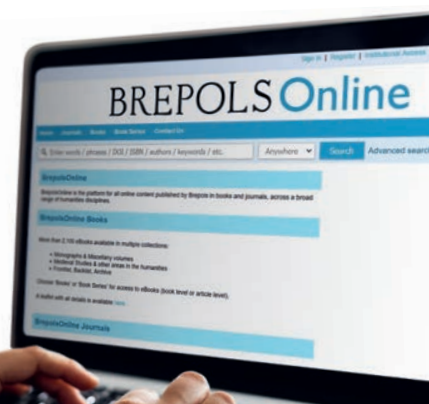 Sign In | Register | Institutional Access
BREPOLS Online
Home Journals Books Book Series Contact Us
Enter words / phrases / DOI / ISBN / authors / keywords / etc.
Anywhere
Search
Advanced search
BrepolsOnline
BrepolsOnline is the platform for all online content published by Brepols in books and journals, across a broad
range of humanities disciplines.
BrepolsOnline Books
More than 2,100 eBooks available in multiple collections:
Monographs & Miscellany volumes
Medieval Studies & other areas in the humanities
Frontlist, Backlist, Archive
Choose 'Books' or 'Book Series' for access to eBooks (book level or article level).
A leaflet with all details is available here.
BrepolsOnline Journals